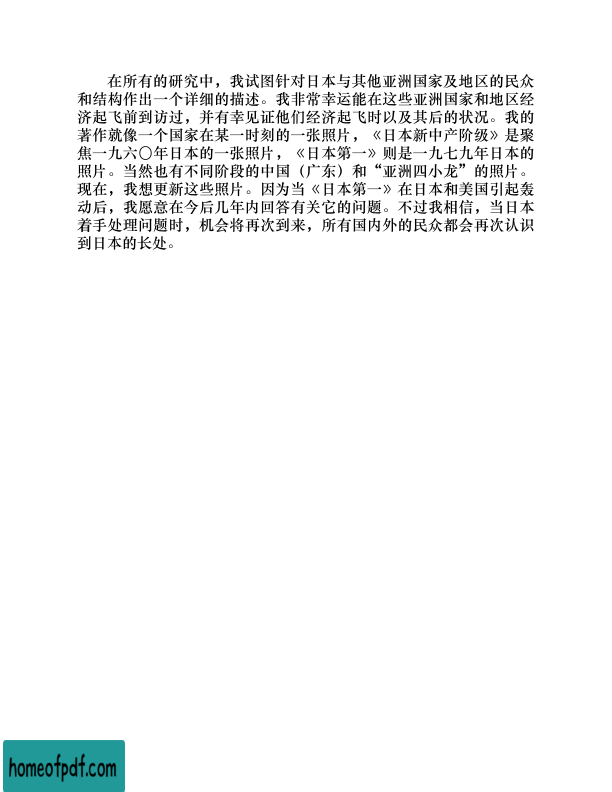 在所有的研究中，我试图针对日本与其他亚洲国家及地区的民众
和结构作出一个详细的描述。我非常幸运能在这些亚洲国家和地区经
济起飞前到访过，并有幸见证他们经济起飞时以及其后的状况。我的
著作就像一个国家在某一时刻的一张照片，《日本新中产阶级》是聚
焦一九六〇年日本的一张照片，《日本第一》则是一九七九年日本的
照片。当然也有不同阶段的中国（广东）和“亚洲四小龙”的照片。
现在，我想更新这些照片。因为当《日本第一》在日本和美国引起轰
动后，我愿意在今后几年内回答有关它的问题。不过我相信，当日本
着手处理问题时，机会将再次到来，所有国内外的民众都会再次认识
到日本的长处。
homeofpdf.com